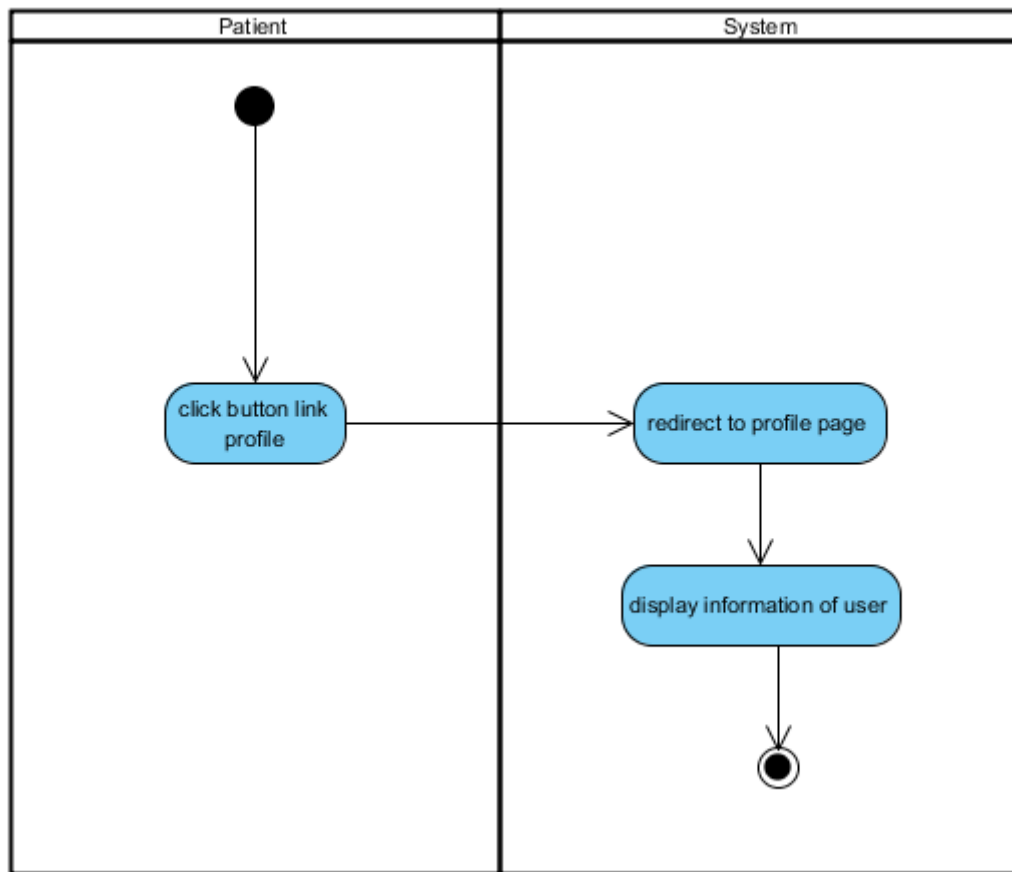 Patient
System
click button link
profile
redirect to profile page
display information of user